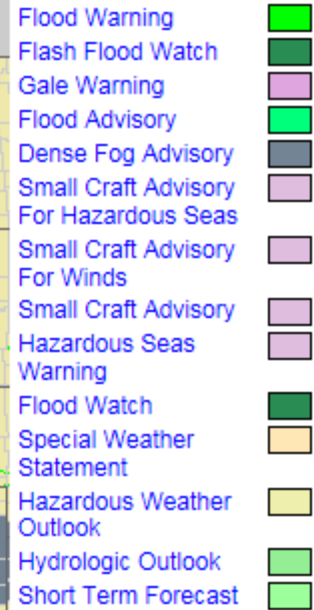 Flood Warning
Flash Flood Watch
Gale Warning
Flood Advisory
Dense Fog Advisory
Small Craft Advisory
For Hazardous Seas
Small Craft Advisory
For Winds
Small Craft Advisory
Hazardous Seas
Warning
Flood Watch
Special Weather
Statement
Hazardous Weather
Outlook
Hydrologic Outlook
Short Term Forecast